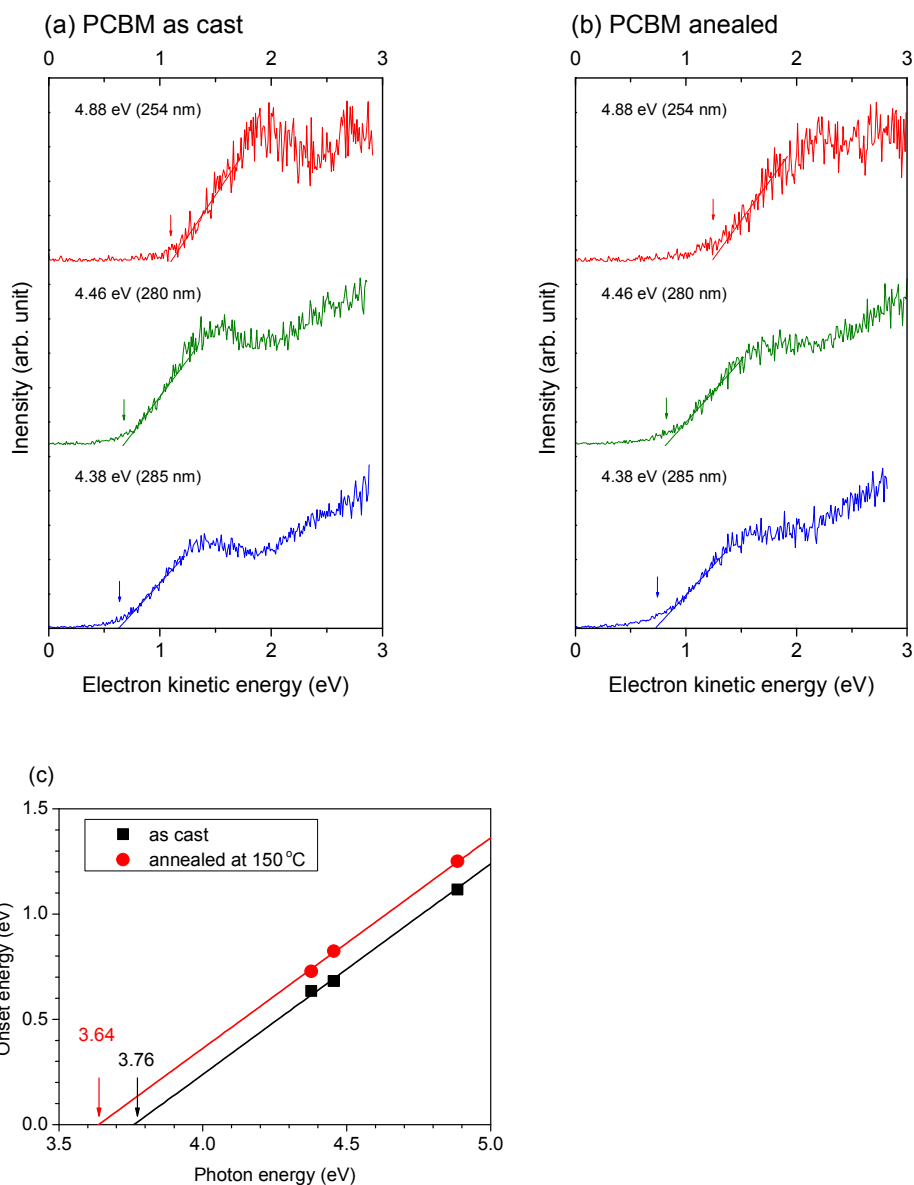 (a) PCBM as cast
0 1 2 3
4.88 eV (254 nm)
4.46 eV (280 nm)
4.38 eV (285 nm)
Inensity (arb. unit)
0 1 2 3
Electron kinetic energy (eV)
(b) PCBM anealed
0 1 2 3
4.88 eV (254 nm)
4.46 eV (280 nm)
4.38 eV (285 nm)
Inensity (arb. unit)
0 1 2 3
Electron kinetic energy (eV)
(c)
1.5
as cast
annealed at 150 °C
1.0
Onset energy (eV)
0.5
3.64
3.76
0.0
3.5 4.0 4.5 5.0
Photon energy (eV)